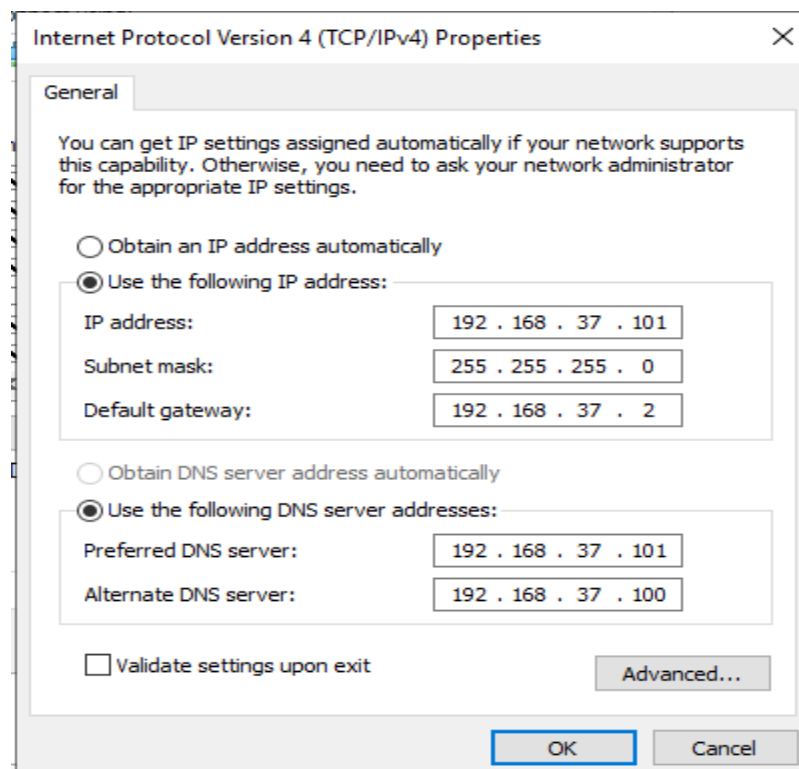 Internet Protocol Version 4 (TCP/IPv4) Properties
General
You can get IP settings assigned automatically if your network supports
this capability. Otherwise, you need to ask your network administrator
for the appropriate IP settings.
Obtain an IP address automatically
Use the following IP address:
IP address: 192 . 168 . 37 . 101
Subnet mask: 255 . 255 . 255 . 0
Default gateway: 192 . 168 . 37 . 2
Obtain DNS server address automatically
Use the following DNS server addresses:
Preferred DNS server: 192 . 168 . 37 . 101
Alternate DNS server: 192 . 168 . 37 . 100
Validate settings upon exit
Advanced...
OK Cancel